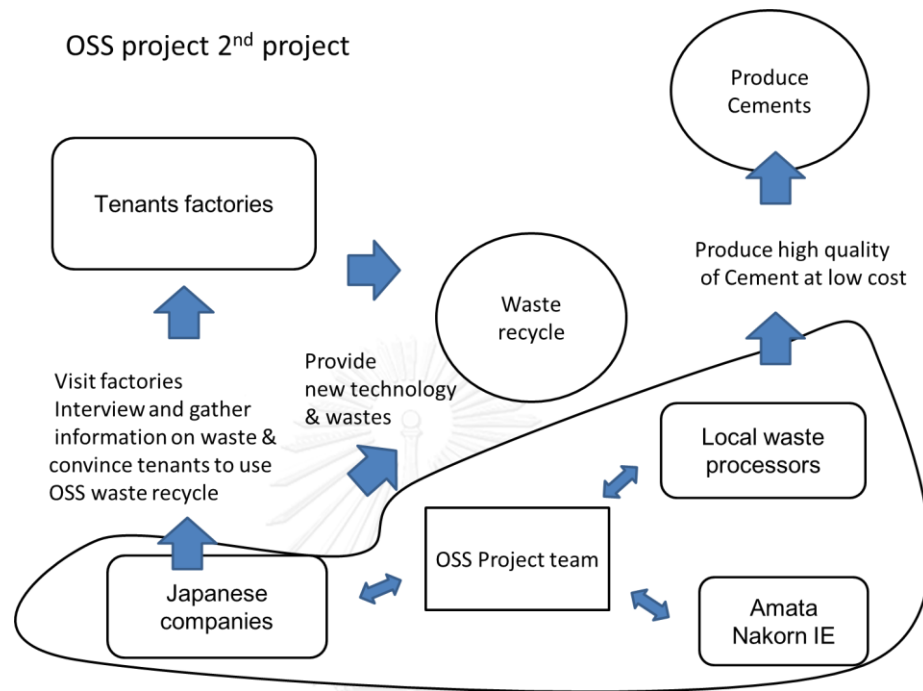 OSS project 2nd project
Produce
Cements
Tenants factories
Produce high quality
of Cement at low cost
Waste
recycle
Provide
new technology
& wastes
Visit factories
Interview and gather
information on waste &
convince tenants to use
OSS waste recycle
Local waste
processors
OSS Project team
Japanese
companies
Amata
Nakorn IE